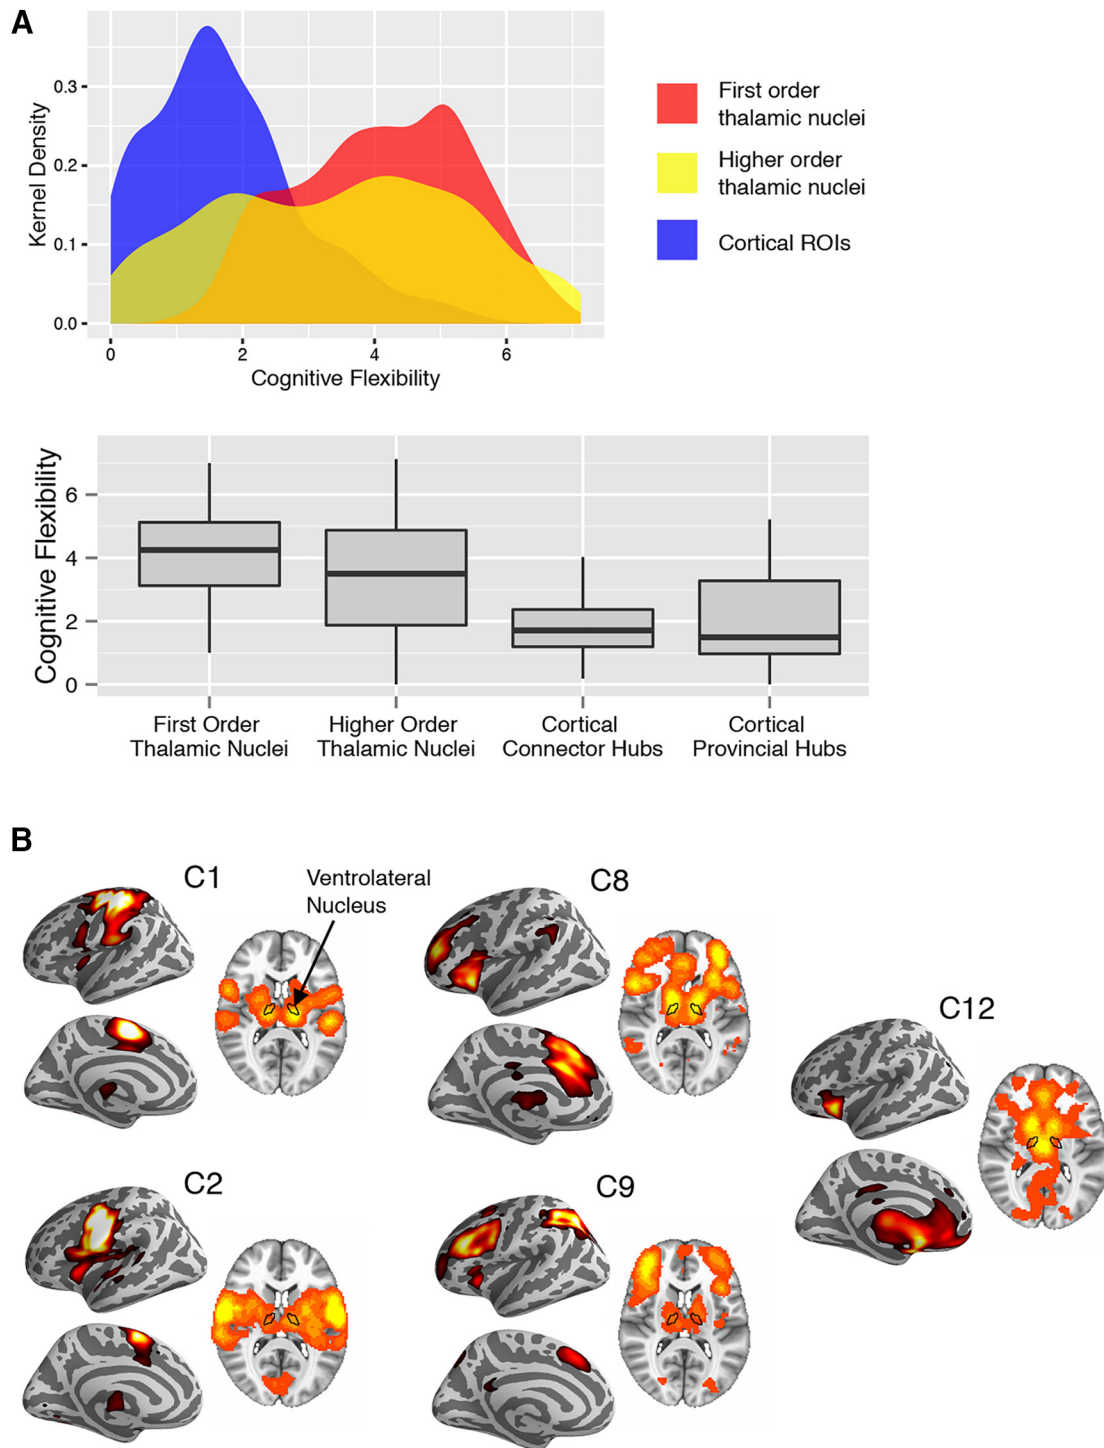 A
Kernel Density
0.3
0.2
0.1
0.0
0 2 4 6
Cognitive Flexibility
First order
thalamic nuclei
Higher order
thalamic nuclei
Cortical ROIs
Cognitive Flexibility
6
4
2
0
First Order
Thalamic Nuclei
Higher Order
Thalamic Nuclei
Cortical
Connector Hubs
Cortical
Provincial Hubs
B
C1
Ventrolateral
Nucleus
C8
C12
C2
C9